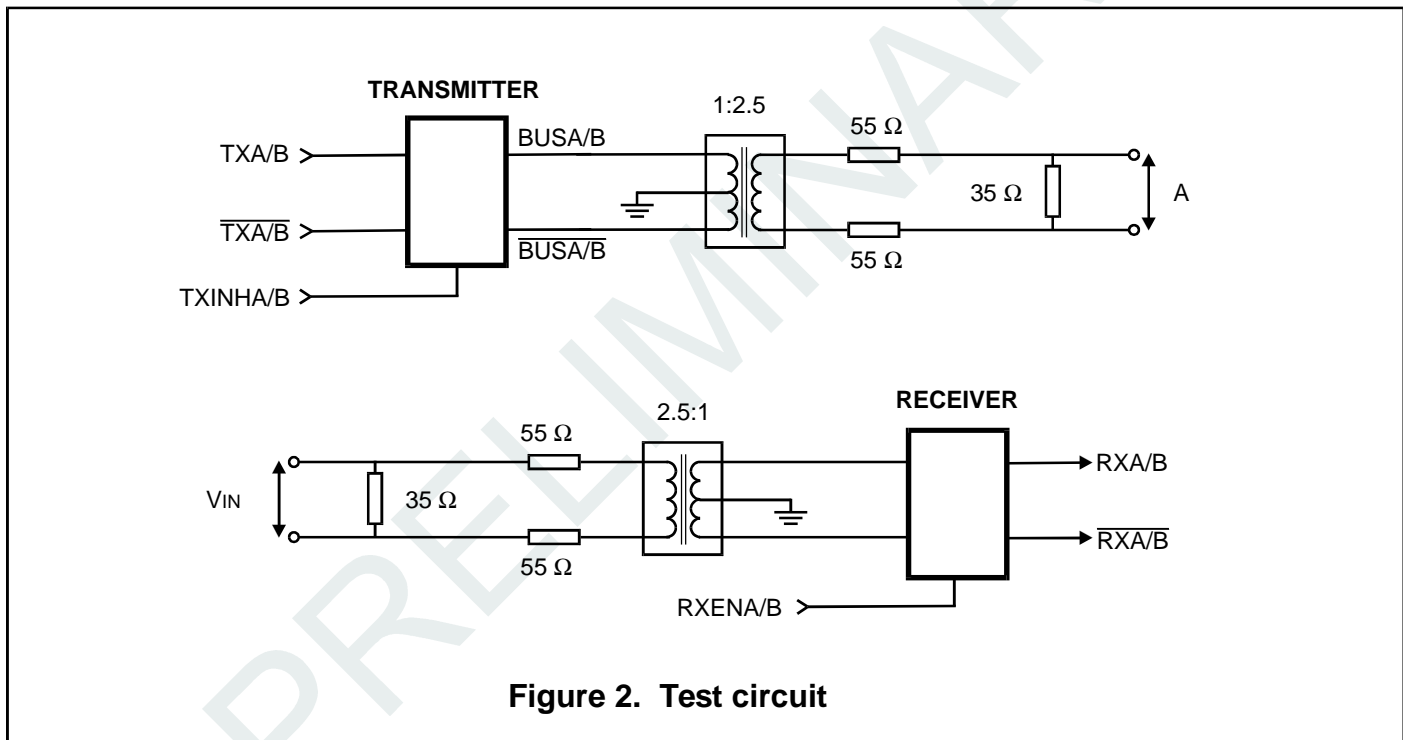 PRELIMINAR
TRANSMITTER
1:2.5
55 Ω
TXA/B
BUSA/B
35 Ω
A
TXA/B
BUSA/B
55 Ω
TXINHA/B
RECEIVER
2.5:1
55 Ω
RXA/B
VIN
35 Ω
RXA/B
55 Ω
RXENA/B
Figure 2. Test circuit